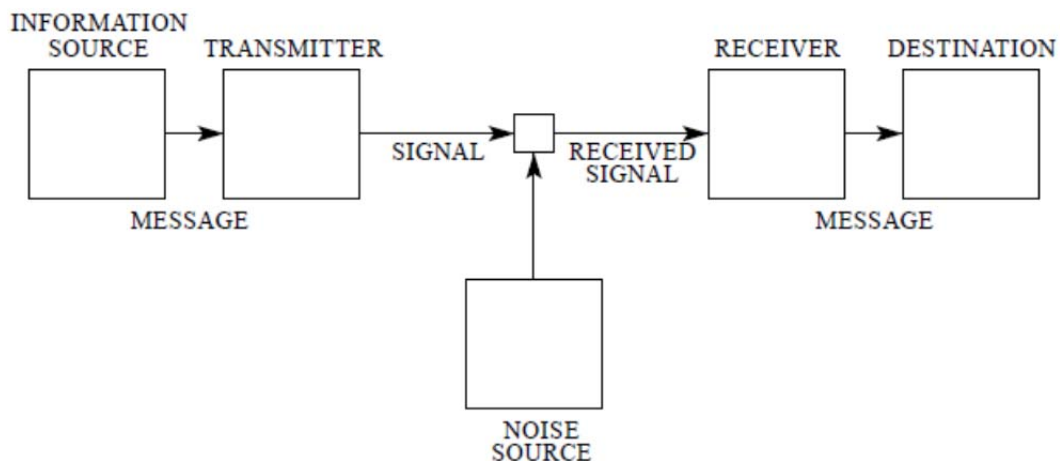 INFORMATION
SOURCE
TRANSMITTER
RECEIVER
DESTINATION
SIGNAL
RECEIVED
SIGNAL
MESSAGE
MESSAGE
NOISE
SOURCE